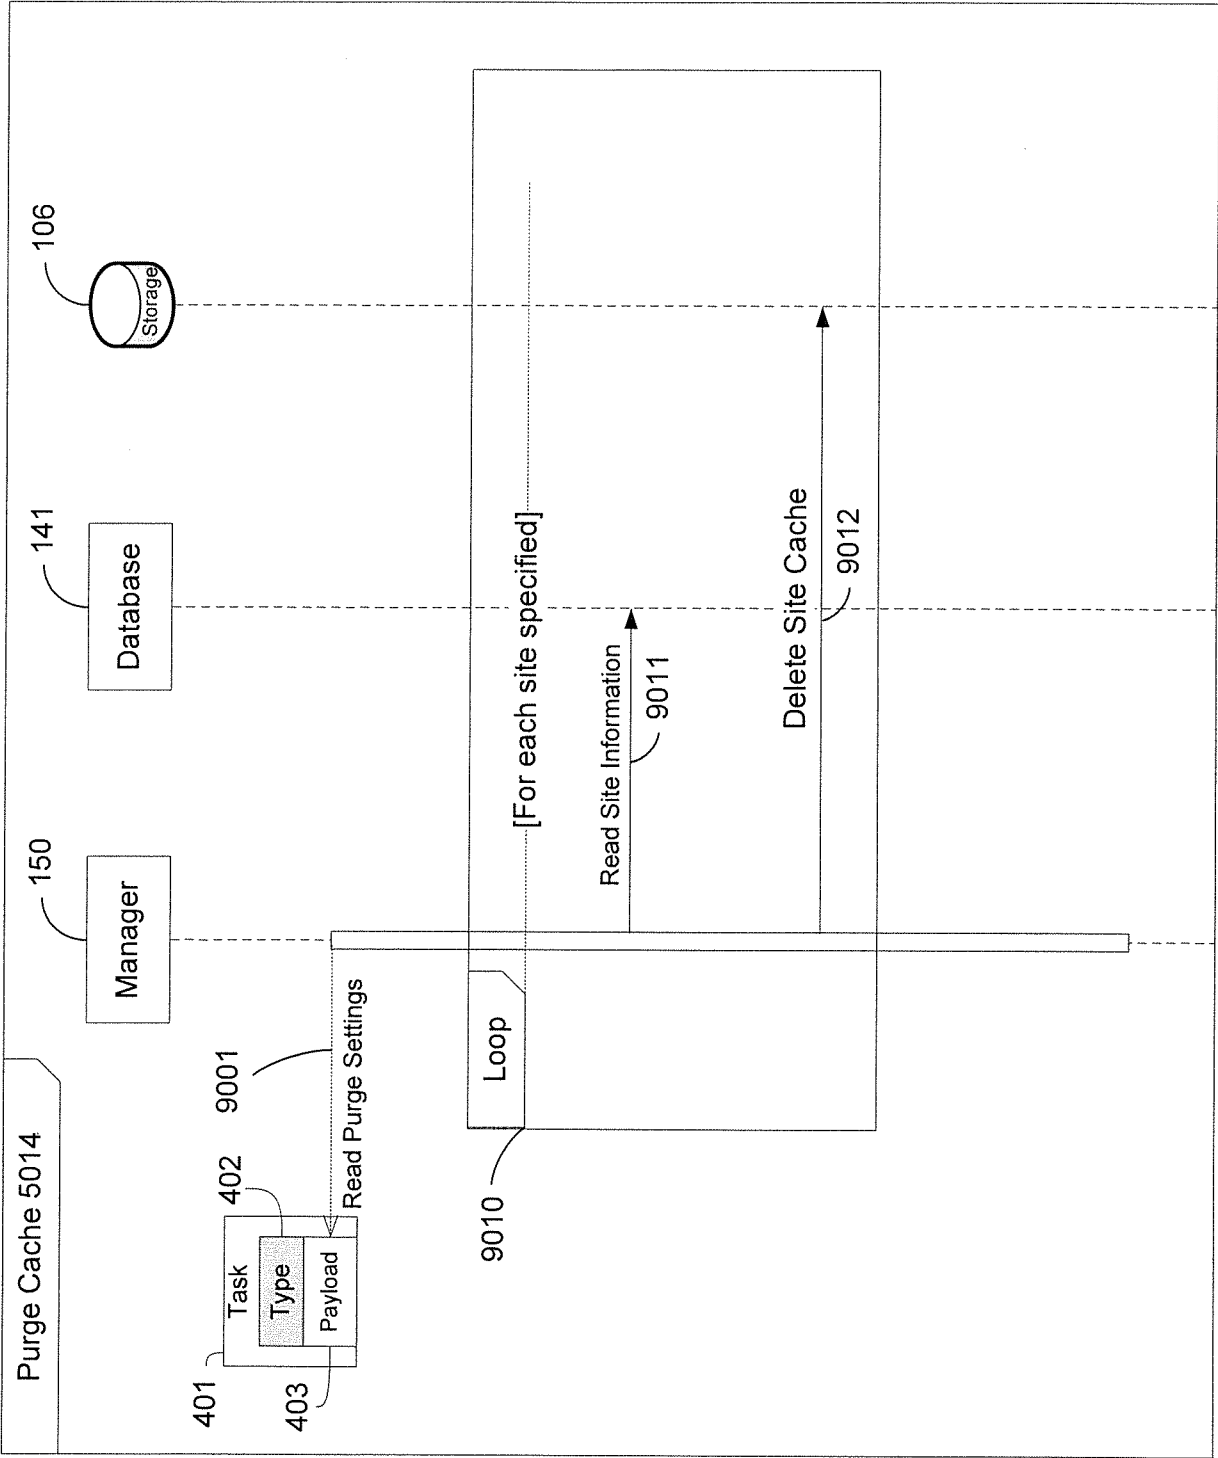 Purge Cache 5014
150
141
106
Manager
Database
Storage
401
Task
402
Type
Payload
403
9001
Read Purge Settings
9010
Loop
[For each site specified]
Read Site Information
9011
Delete Site Cache
9012